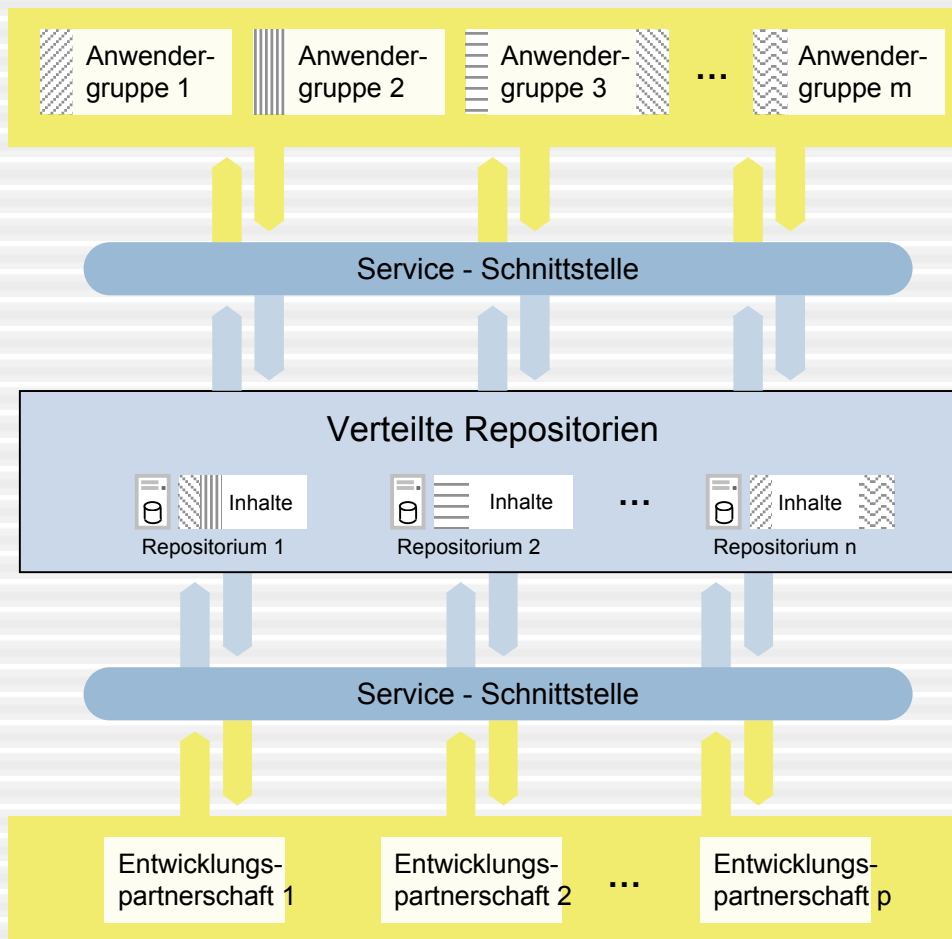 Anwender-
gruppe 1
Anwender-
gruppe 2
Anwender-
gruppe 3
...
Anwender-
gruppe m
Service - Schnittstelle
Verteilte Repositorien
Inhalte
Repositorium 1
Inhalte
Repositorium 2
...
Inhalte
Repositorium n
Service - Schnittstelle
Entwicklungs-
partnerschaft 1
Entwicklungs-
partnerschaft 2
...
Entwicklungs-
partnerschaft p